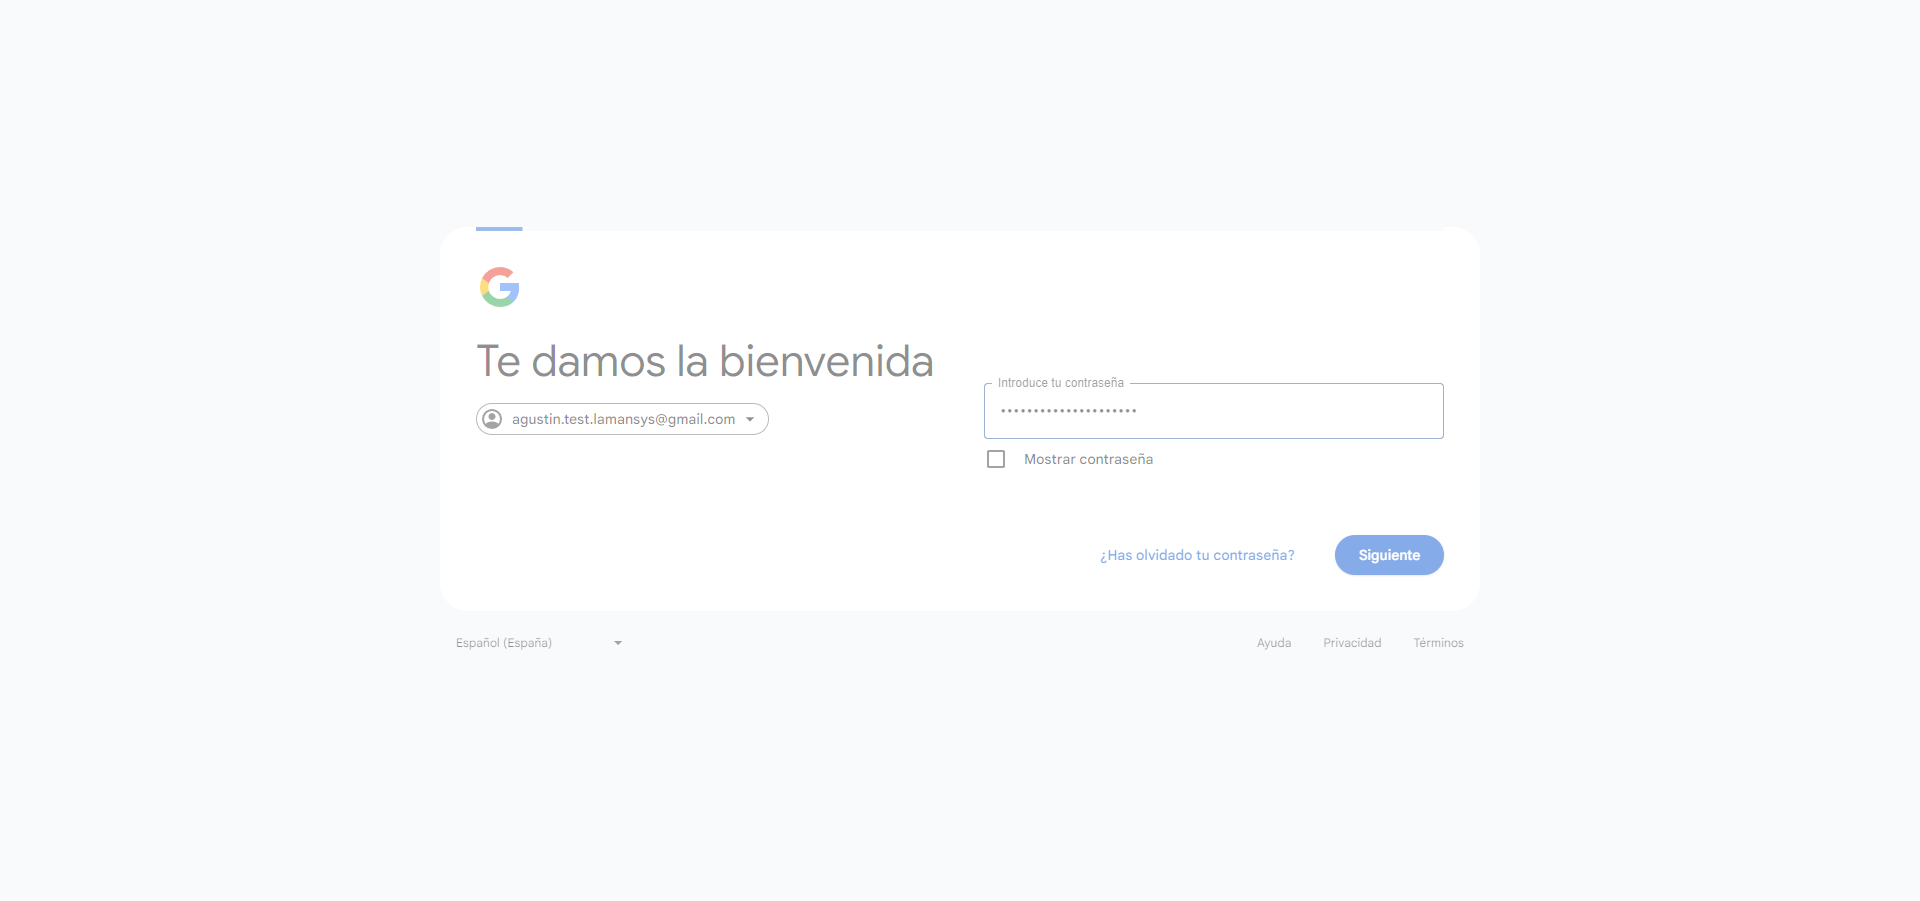 Te damos la bienvenida
agustin.test.lamansys@gmail.com
Introduce tu contraseña
••••••••••••••••••••
Mostrar contraseña
¿Has olvidado tu contraseña?
Siguiente
Español (España)
Ayuda
Privacidad
Términos